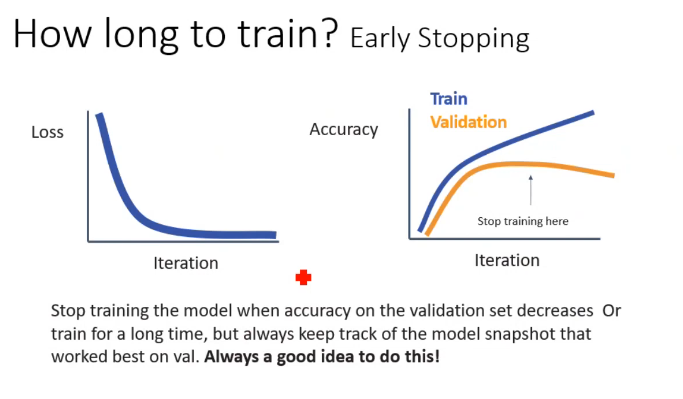 How long to train? Early Stopping
Loss
Iteration
Accuracy
Train
Validation
Stop training here
Iteration
Stop training the model when accuracy on the validation set decreases Or
train for a long time, but always keep track of the model snapshot that
worked best on val. Always a good idea to do this!